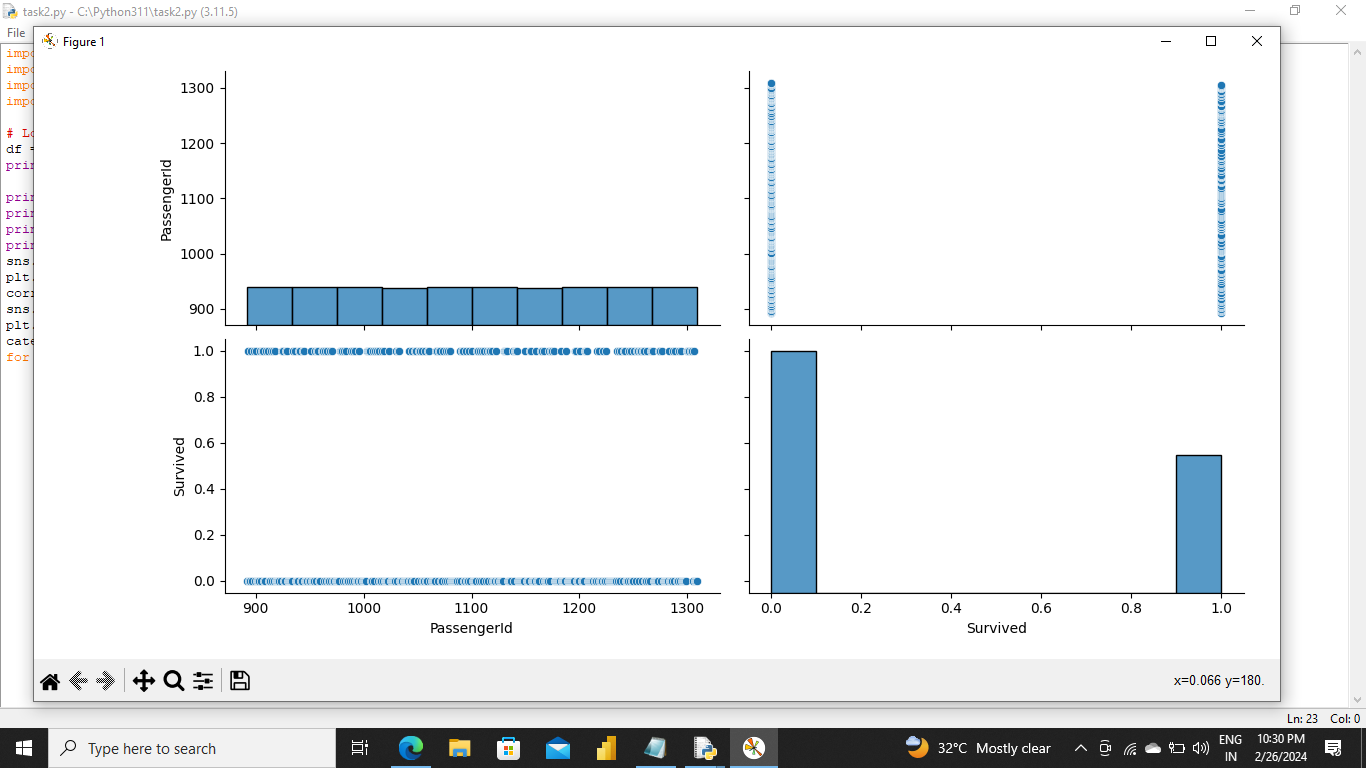 task2.py - C:\Python311\task2.py (3.11.5)
File
Figure 1
impo
impo
impo
impo
# Lo
df =
prin
prin
prin
prin
prin
sns
plt
corr
sns
plt
cate
for
PassengerId
1300
1200
1100
1000
900
Survived
1.0
0.8
0.6
0.4
0.2
0.0
900 1000 1100 1200 1300
PassengerId
0.0 0.2 0.4 0.6 0.8 1.0
Survived
x=0.066 y=180.
Ln: 23 Col: 0
Type here to search
32°C Mostly clear
ENG
IN
10:30 PM
2/26/2024